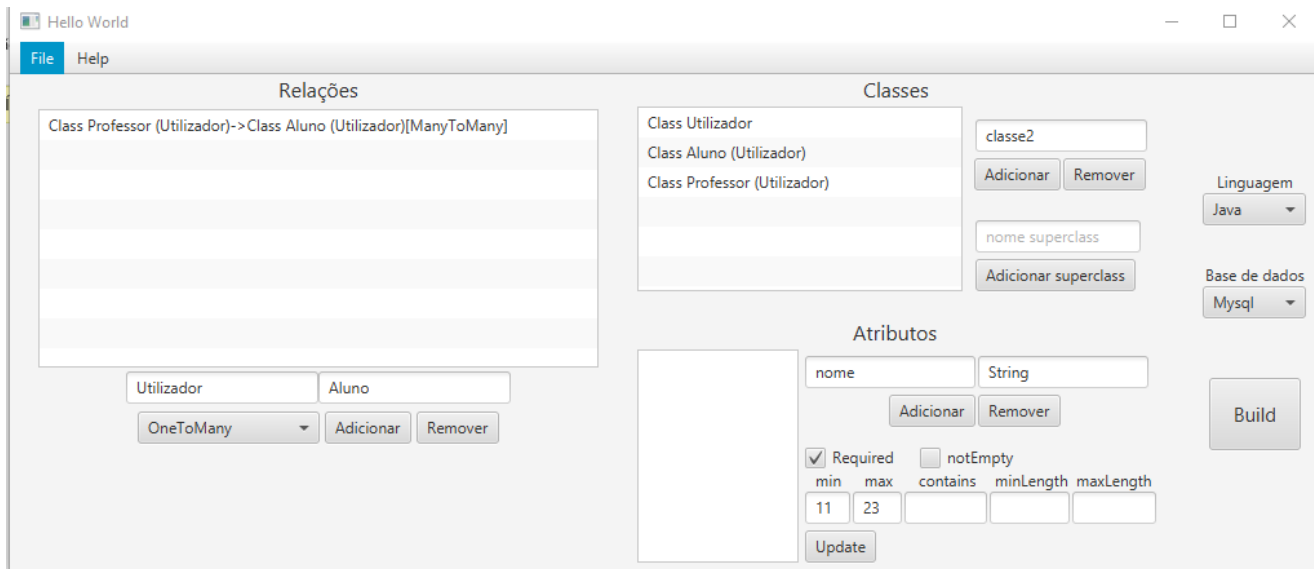 Hello World
File Help
Relações
Class Professor (Utilizador)->Class Aluno (Utilizador)[ManyToMany]
Utilizador Aluno
OneToMany Adicionar Remover
Classes
Class Utilizador
Class Aluno (Utilizador)
Class Professor (Utilizador)
classe2
Adicionar Remover
nome superclass
Adicionar superclass
Atributos
nome String
Adicionar Remover
Required notEmpty
min max contains minLength maxLength
11 23
Update
Linguagem
Java
Base de dados
Mysql
Build